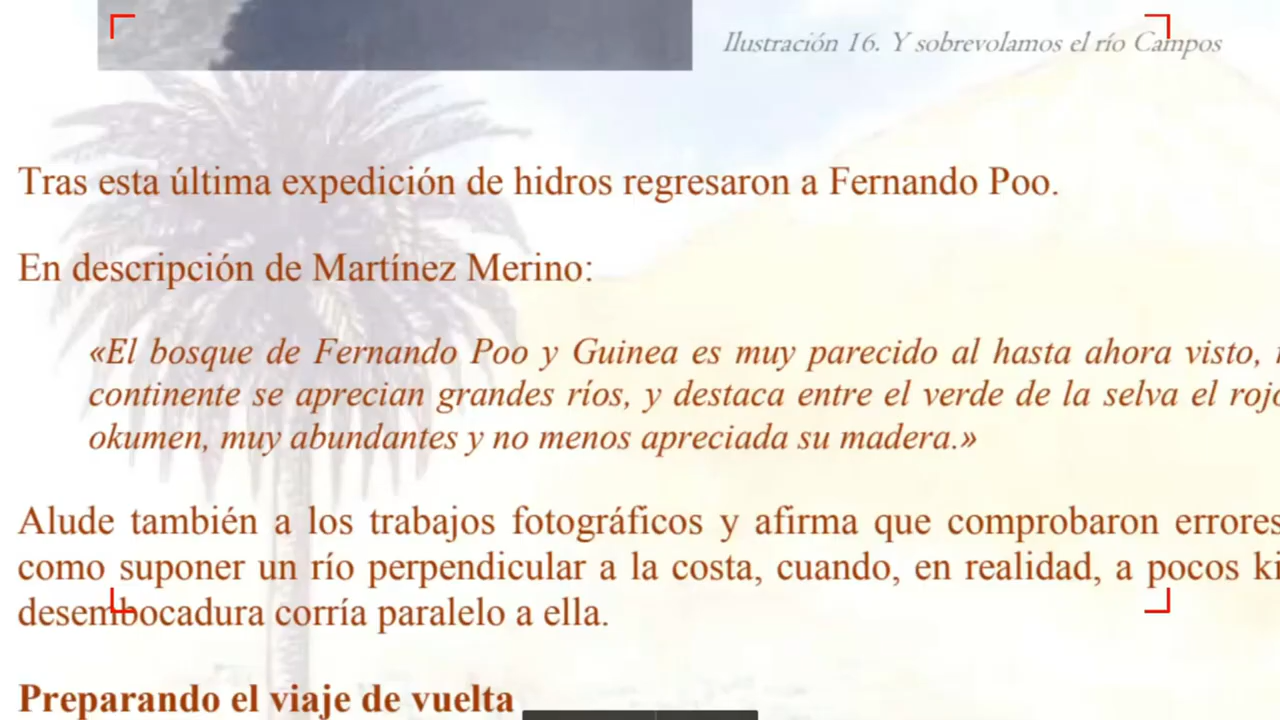 Ilustración 16. Y sobrevolamos el río Campos
Tras esta última expedición de hidros regresaron a Fernando Poo.
En descripción de Martínez Merino:
«El bosque de Fernando Poo y Guinea es muy parecido al hasta ahora visto,
continente se aprecian grandes ríos, y destaca entre el verde de la selva el rojo
okumen, muy abundantes y no menos apreciada su madera.»
Alude también a los trabajos fotográficos y afirma que comprobaron errores
como suponer un río perpendicular a la costa, cuando, en realidad, a pocos
desembocadura corría paralelo a ella.
Preparando el viaje de vuelta